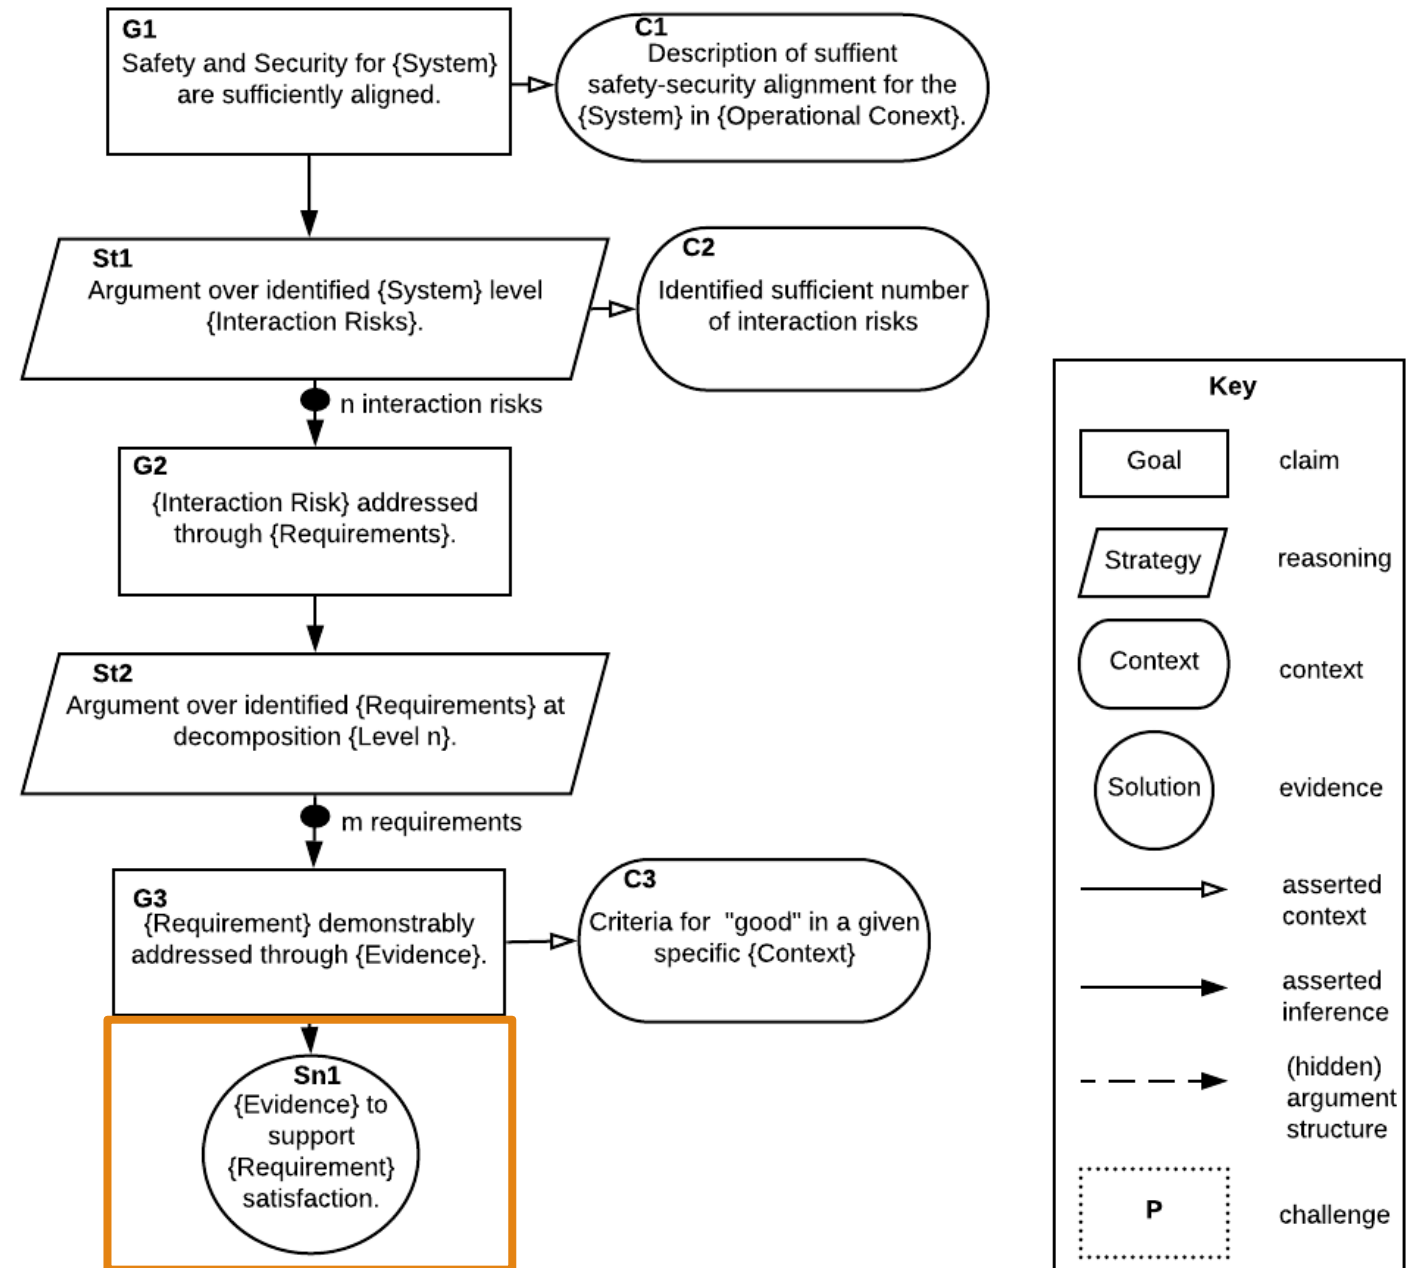 G1
Safety and Security for {System}
are sufficiently aligned.
C1
Description of suffient
safety-security alignment for the
{System} in {Operational Conext}.
St1
Argument over identified {System} level
{Interaction Risks}.
C2
Identified sufficient number
of interaction risks
n interaction risks
G2
{Interaction Risk} addressed
through {Requirements}.
St2
Argument over identified {Requirements} at
decomposition {Level n}.
m requirements
G3
{Requirement} demonstrably
addressed through {Evidence}.
C3
Criteria for "good" in a given
specific {Context}
Sn1
{Evidence} to
support
{Requirement}
satisfaction.
Key
Goal
claim
Strategy
reasoning
Context
context
Solution
evidence
asserted
context
asserted
inference
(hidden)
argument
structure
P
challenge